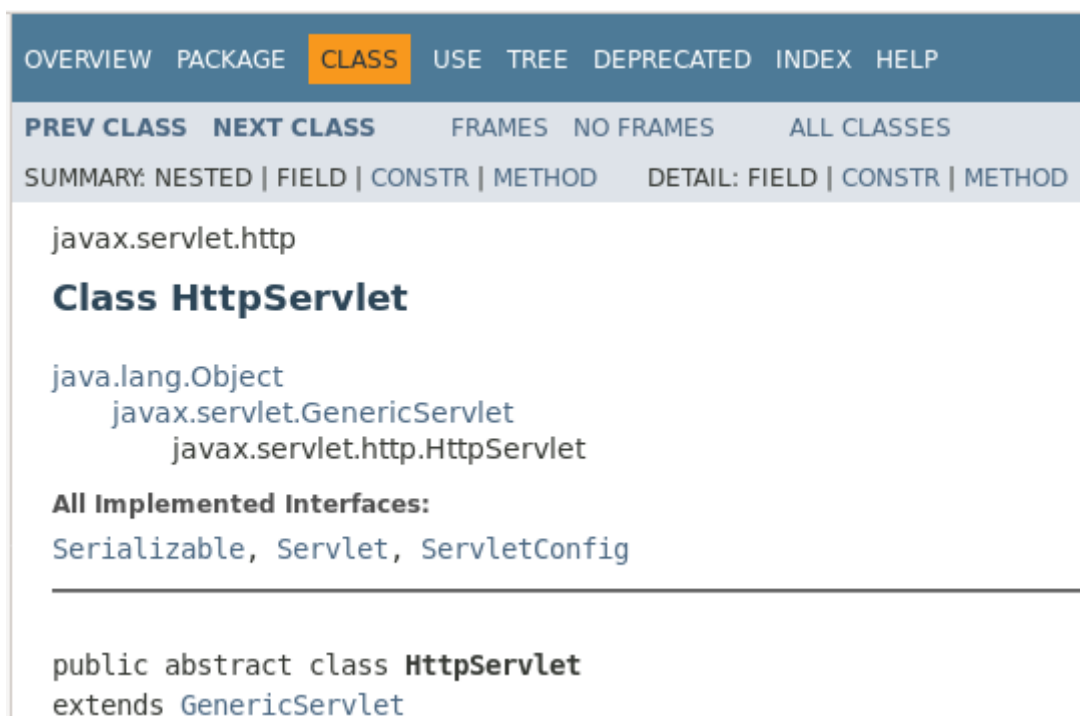 OVERVIEW PACKAGE CLASS USE TREE DEPRECATED INDEX HELP
PREV CLASS NEXT CLASS FRAMES NO FRAMES ALL CLASSES
SUMMARY: NESTED | FIELD | CONSTR | METHOD DETAIL: FIELD | CONSTR | METHOD
javax.servlet.http
Class HttpServlet
java.lang.Object
javax.servlet.GenericServlet
javax.servlet.http.HttpServlet
All Implemented Interfaces:
Serializable, Servlet, ServletConfig
public abstract class HttpServlet
extends GenericServlet